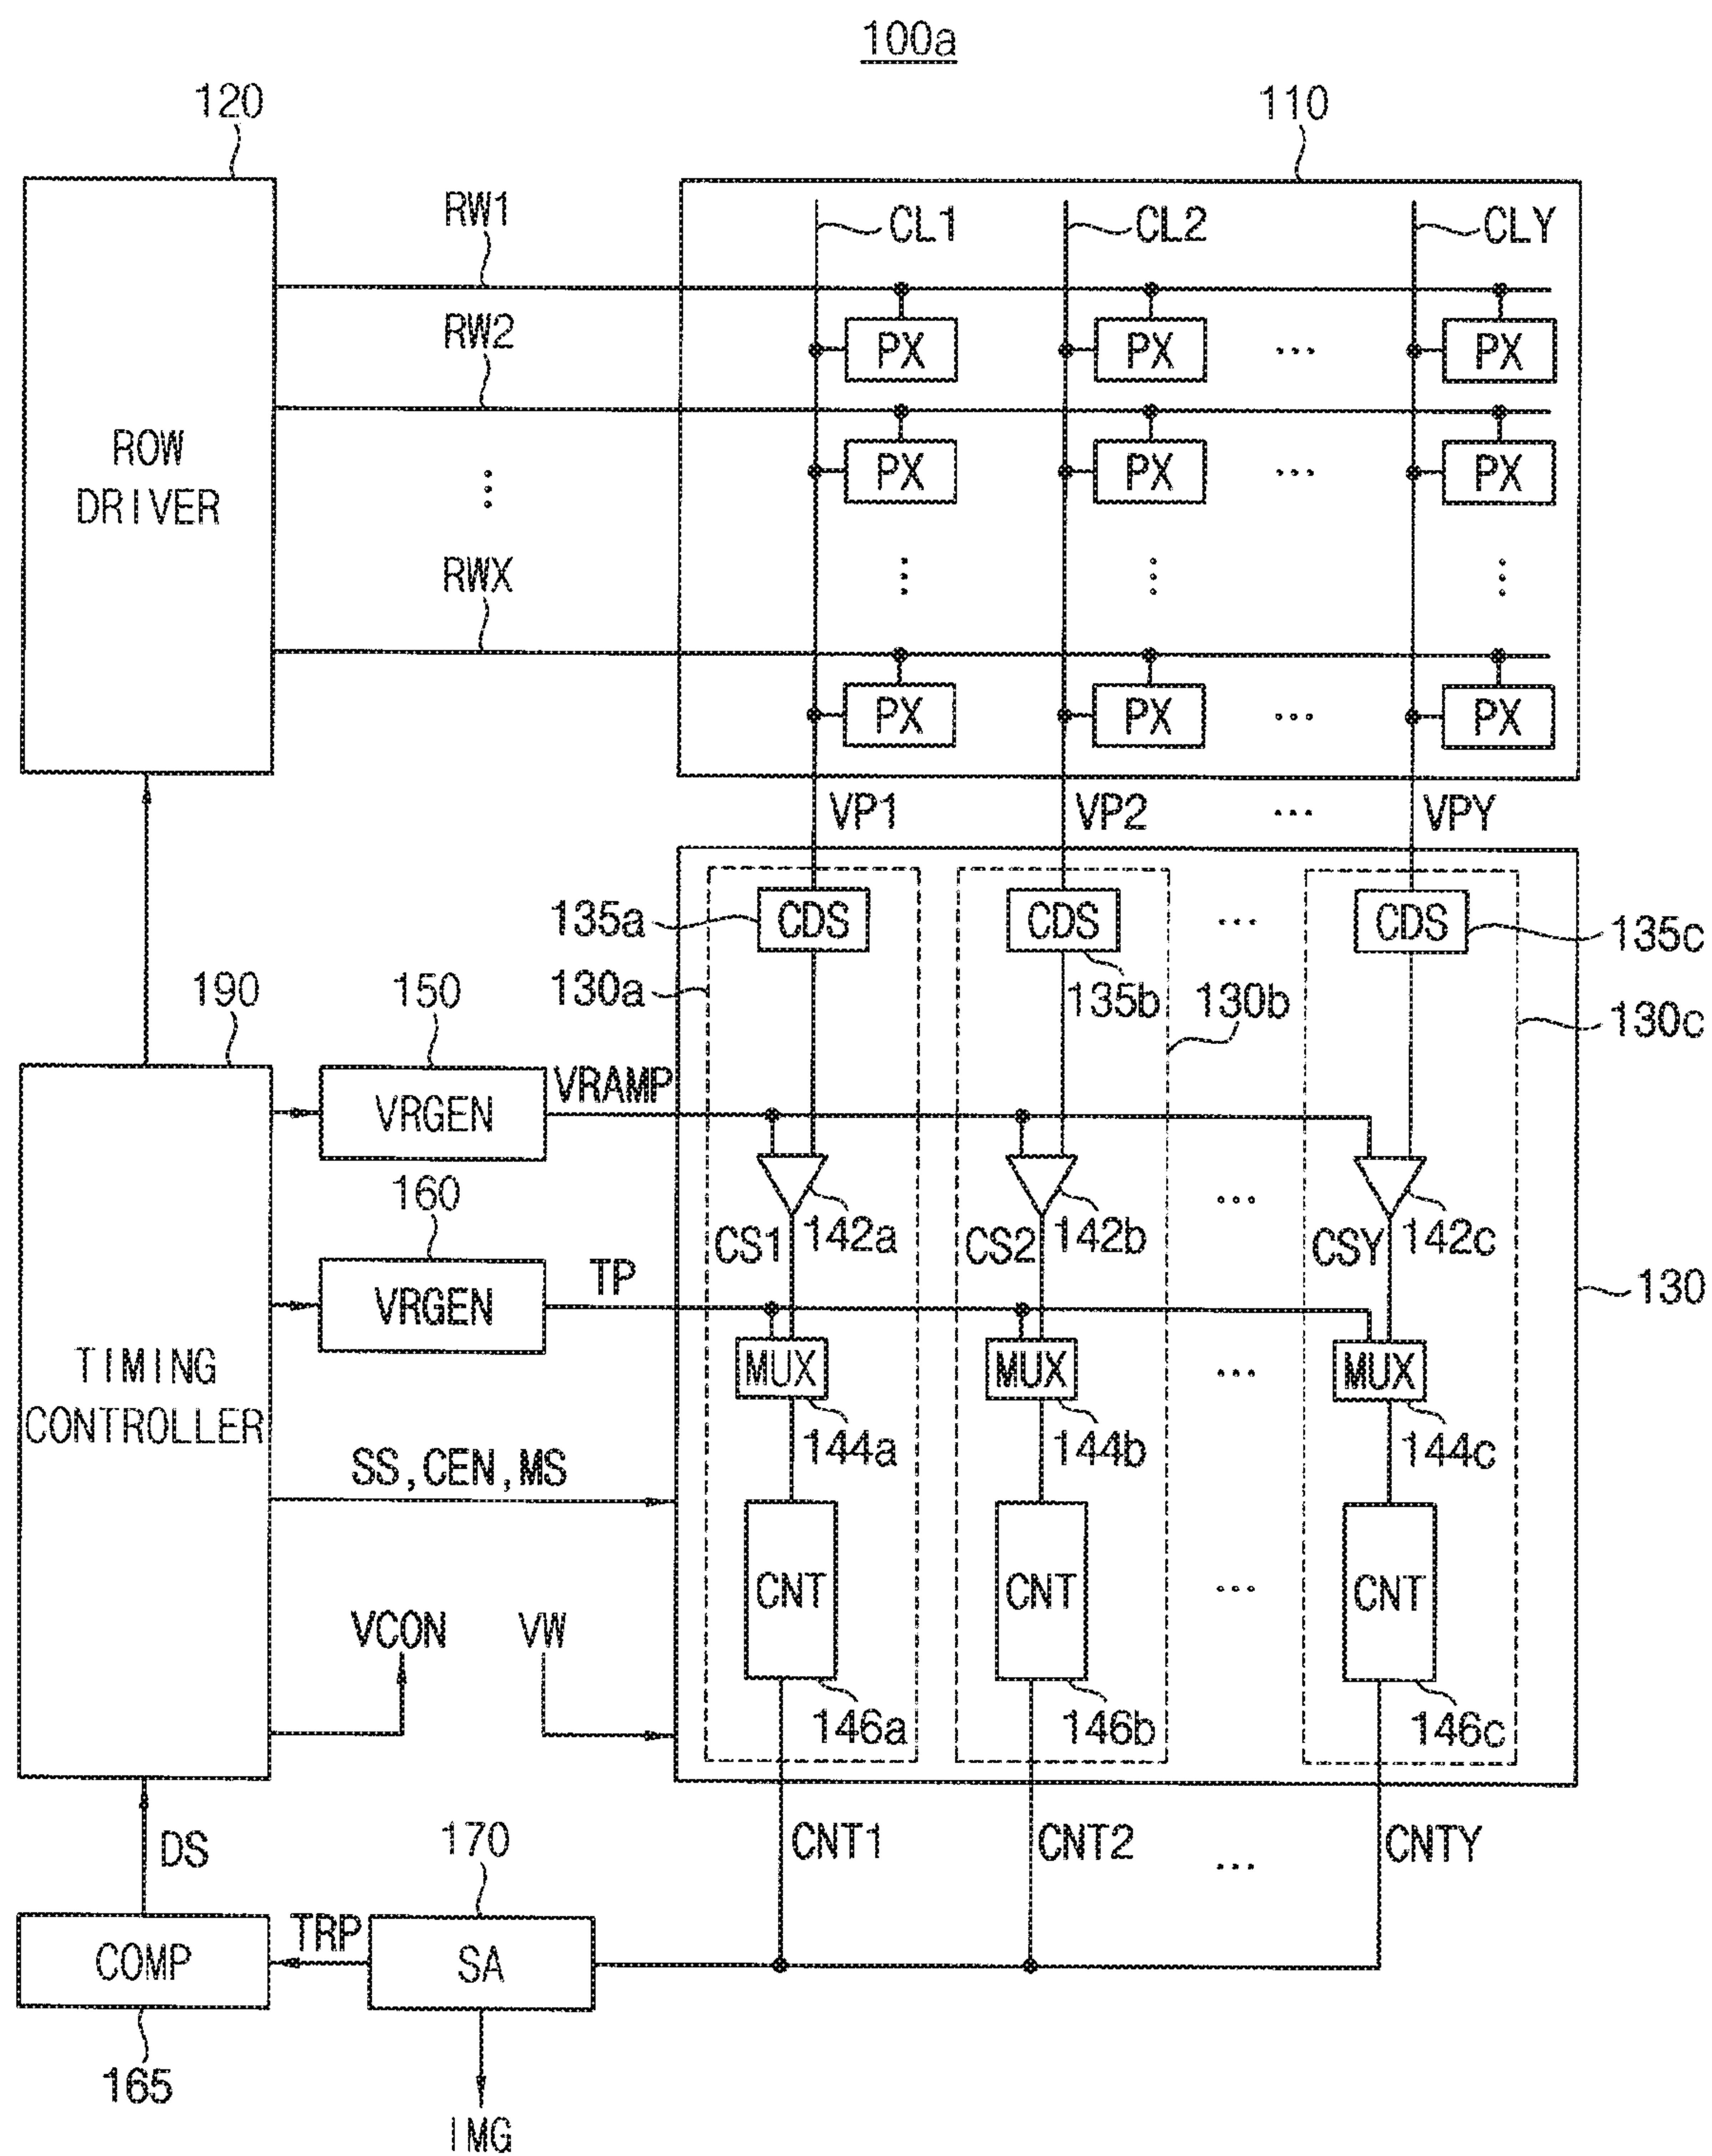 100a
120
110
RW1
CL1
CL2
CLY
RW2
PX
PX
...
PX
ROW
DRIVER
PX
PX
...
PX
RWX
PX
PX
...
PX
VP1
VP2
...
VPY
135a
CDS
CDS
...
CDS
135c
190
150
130a
135b
130b
130c
VRGEN
VRAMP
160
CS1
142a
CS2
142b
...
CSY
142c
VRGEN
TP
130
TIMING
CONTROLLER
MUX
MUX
...
MUX
SS,CEN,MS
144a
144b
144c
CNT
CNT
...
CNT
VCON
VW
146a
146b
146c
DS
170
CNT1
CNT2
...
CNTY
COMP
TRP
SA
165
IMG